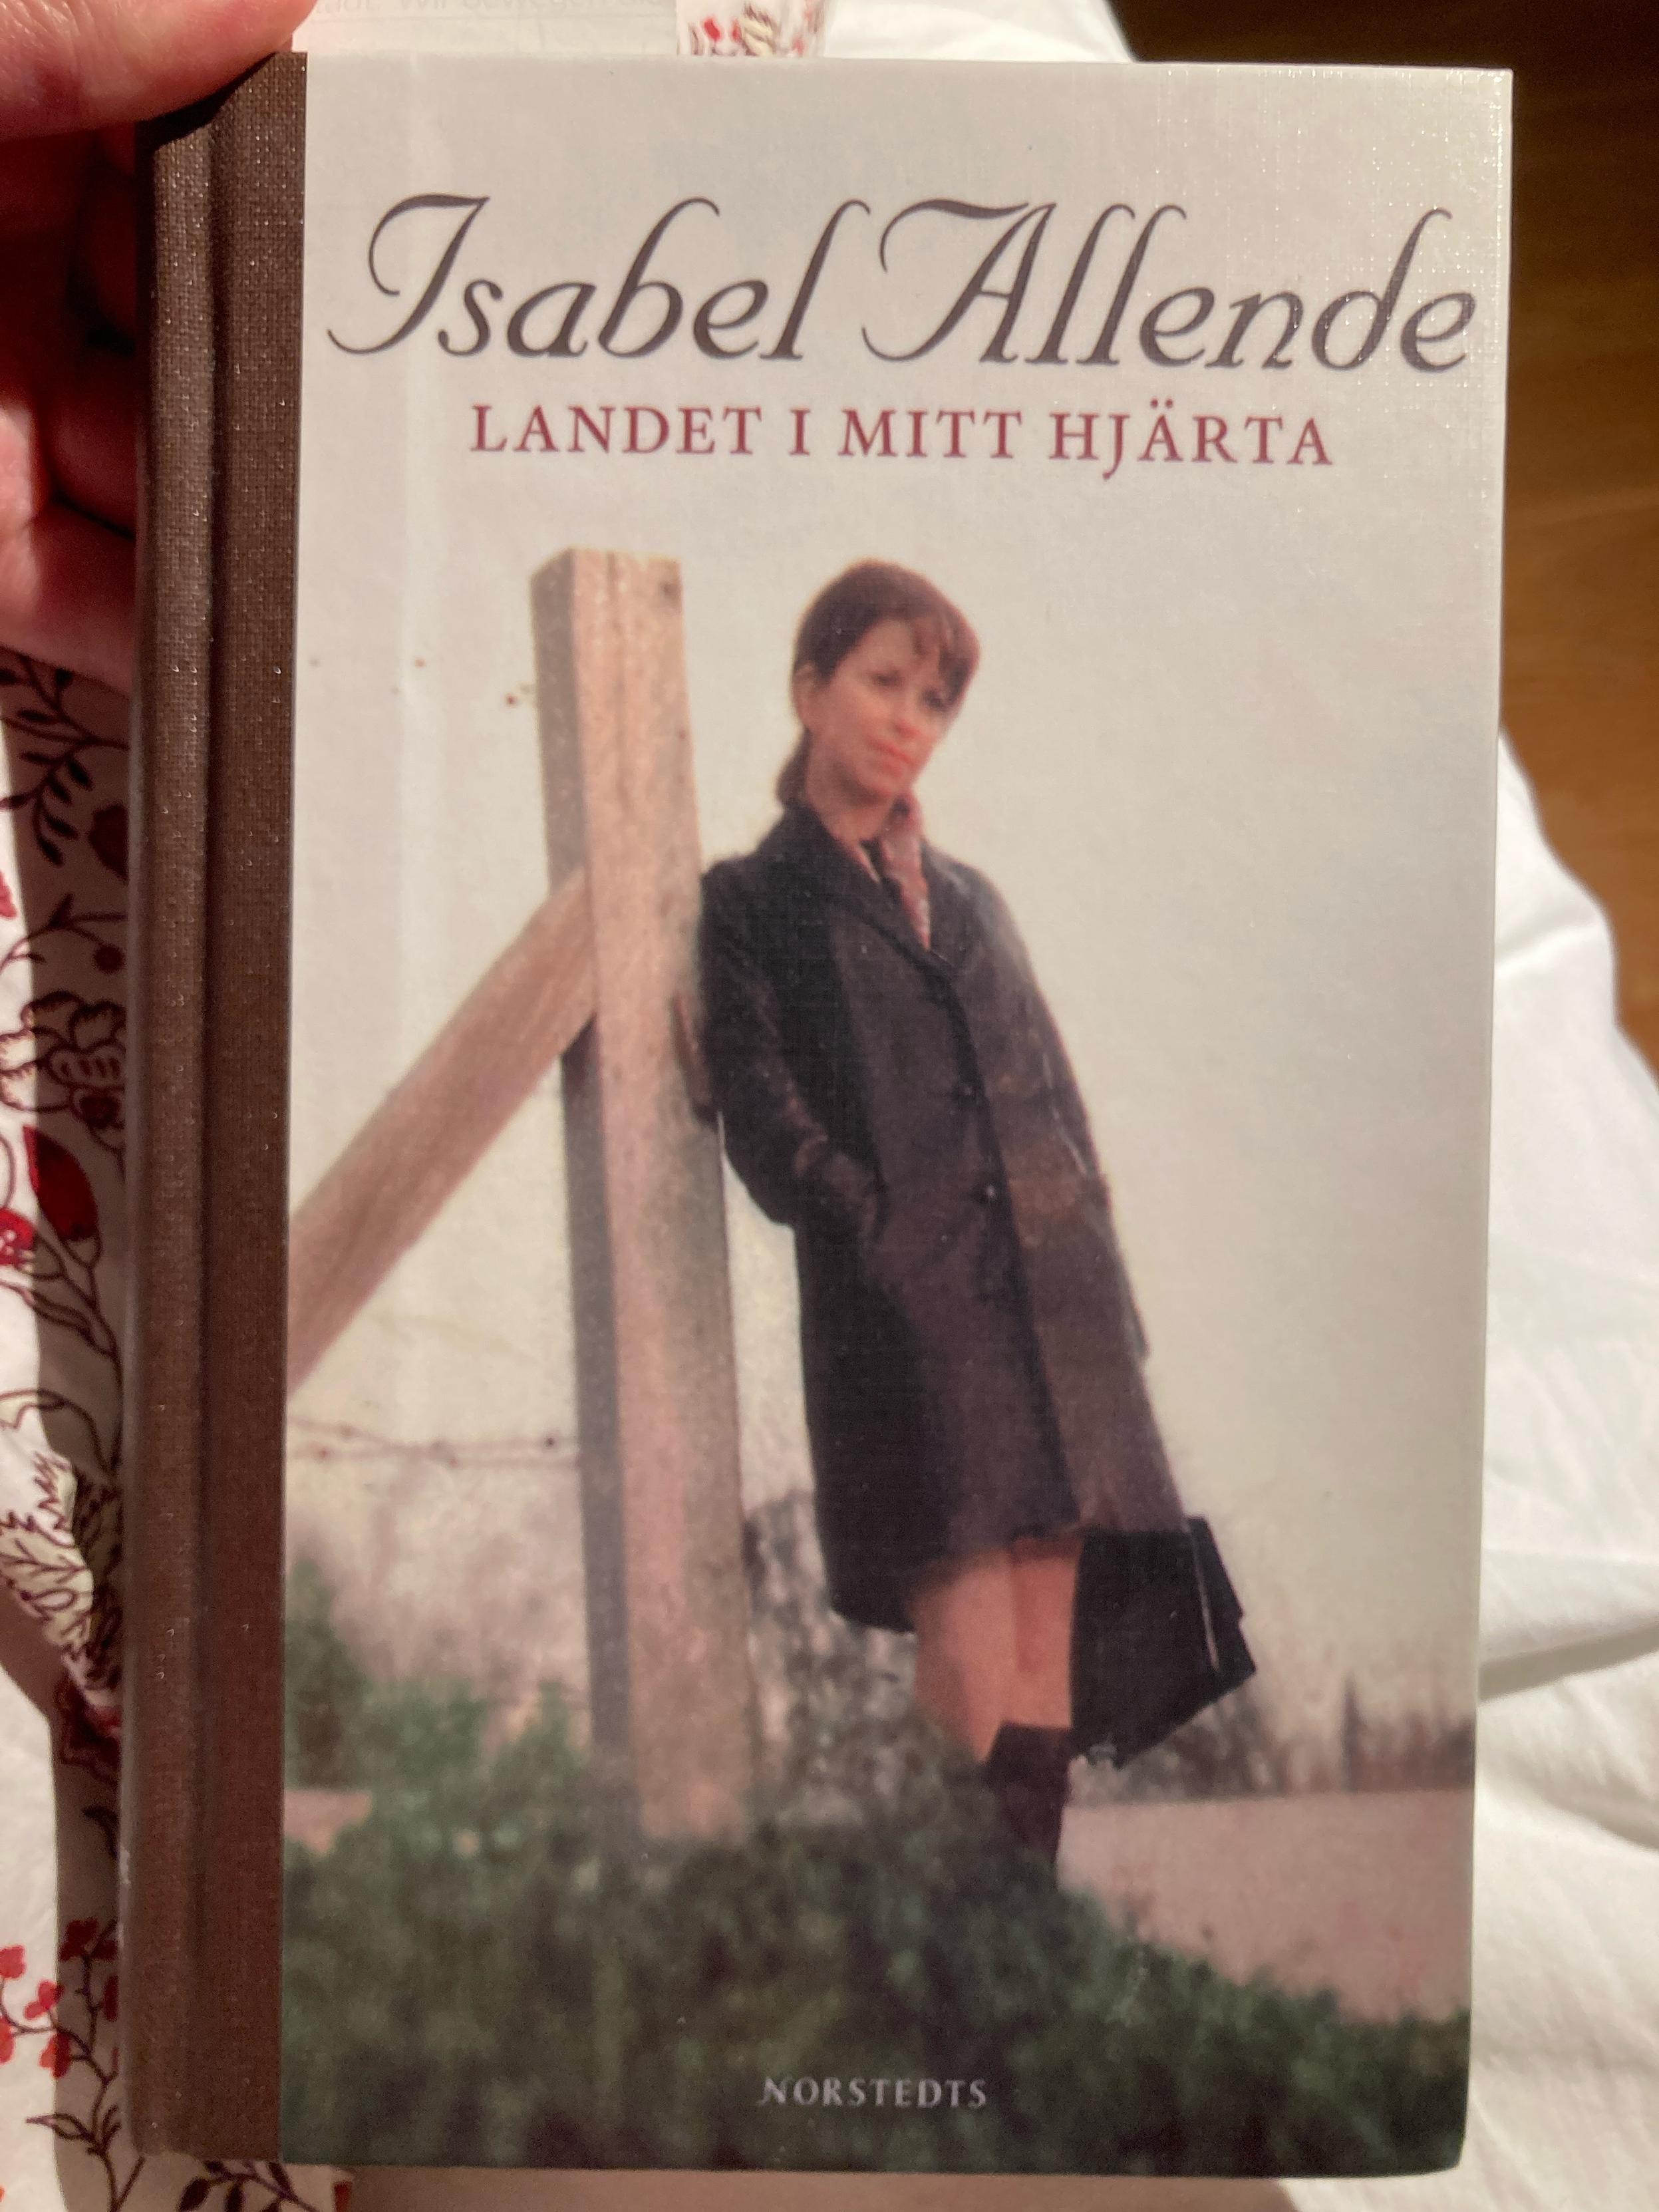 Isabel Allende
LANDET I MITT HJÄRTA
NORSTEDTS